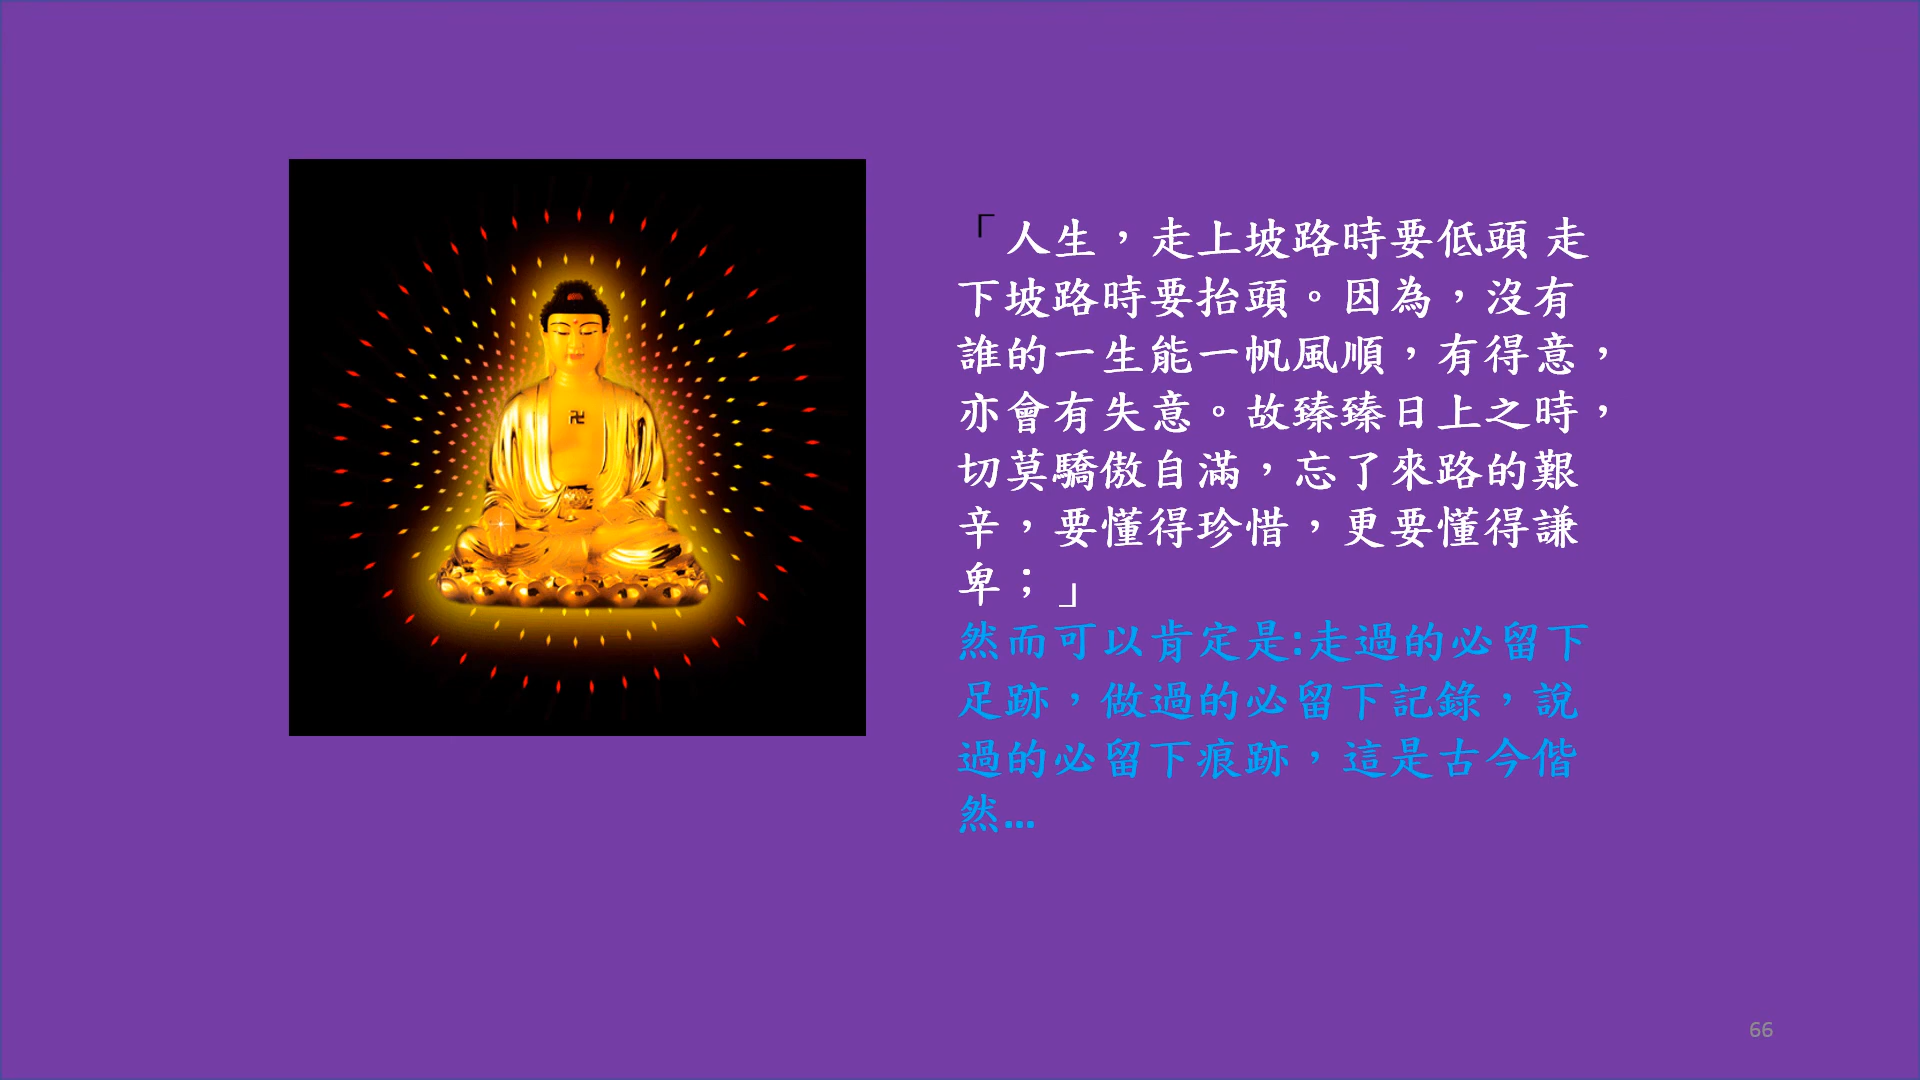 「 人生，走上坡路時要低頭 走
下坡路時要抬頭。因為，沒有
誰的一生能一帆風順，有得意，
亦會有失意。故臻臻日上之時，
切莫驕傲自滿，忘了來路的艱
辛，要懂得珍惜，更要懂得謙
卑；」
然而可以肯定是:走過的必留下
足跡，做過的必留下記錄，說
過的必留下痕跡，這是古今偕
然...
卍
66